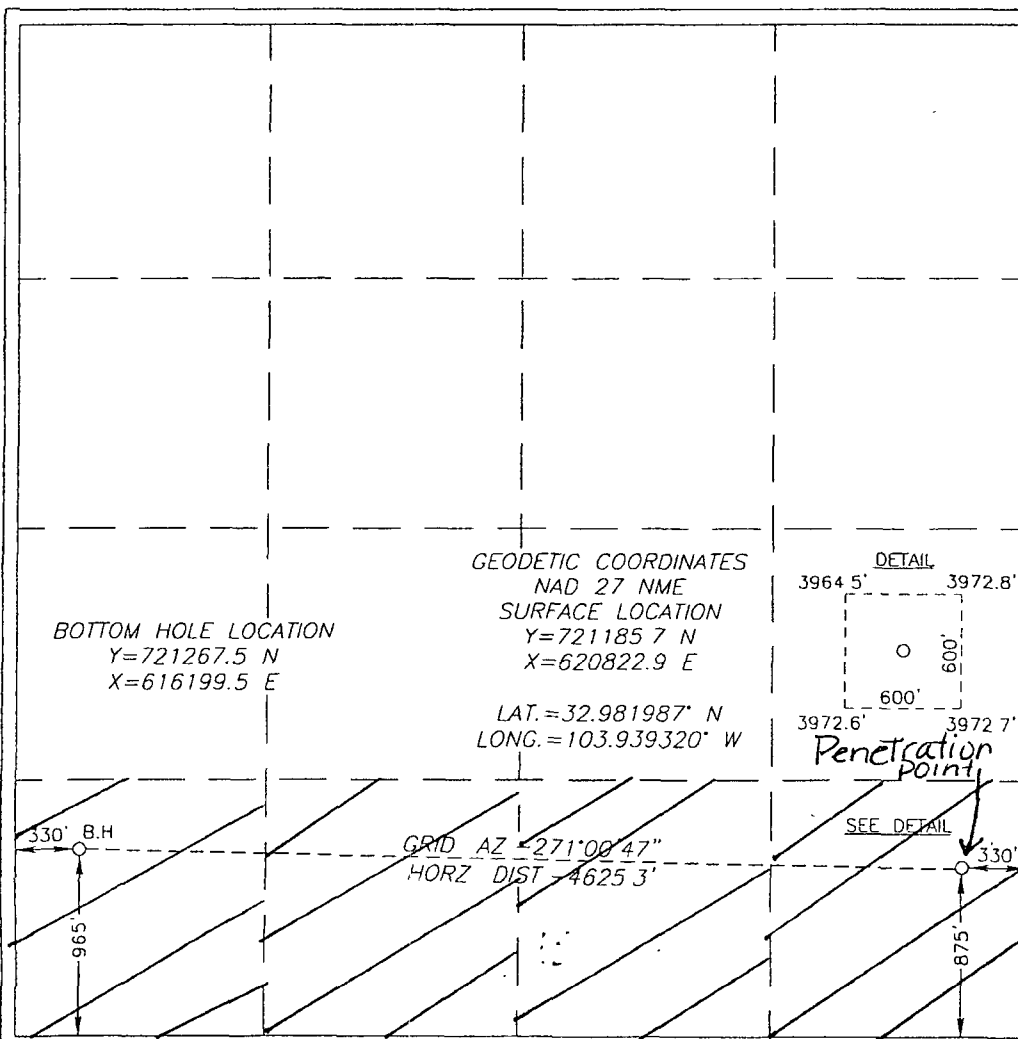 GEODETIC COORDINATES
NAD 27 NME
SURFACE LOCATION
Y=721185 7 N
X=620822.9 E
LAT.=32.981987° N
LONG.=103.939320° W
BOTTOM HOLE LOCATION
Y=721267.5 N
X=616199.5 E
DETAIL
3964 5'
3972.8'
600'
600'
3972.6'
3972 7'
Penetration
point
SEE DETAIL
330'
B.H
GRID AZ -271°00'47"
HORZ DIST -4625 3'
330'
965'
875'